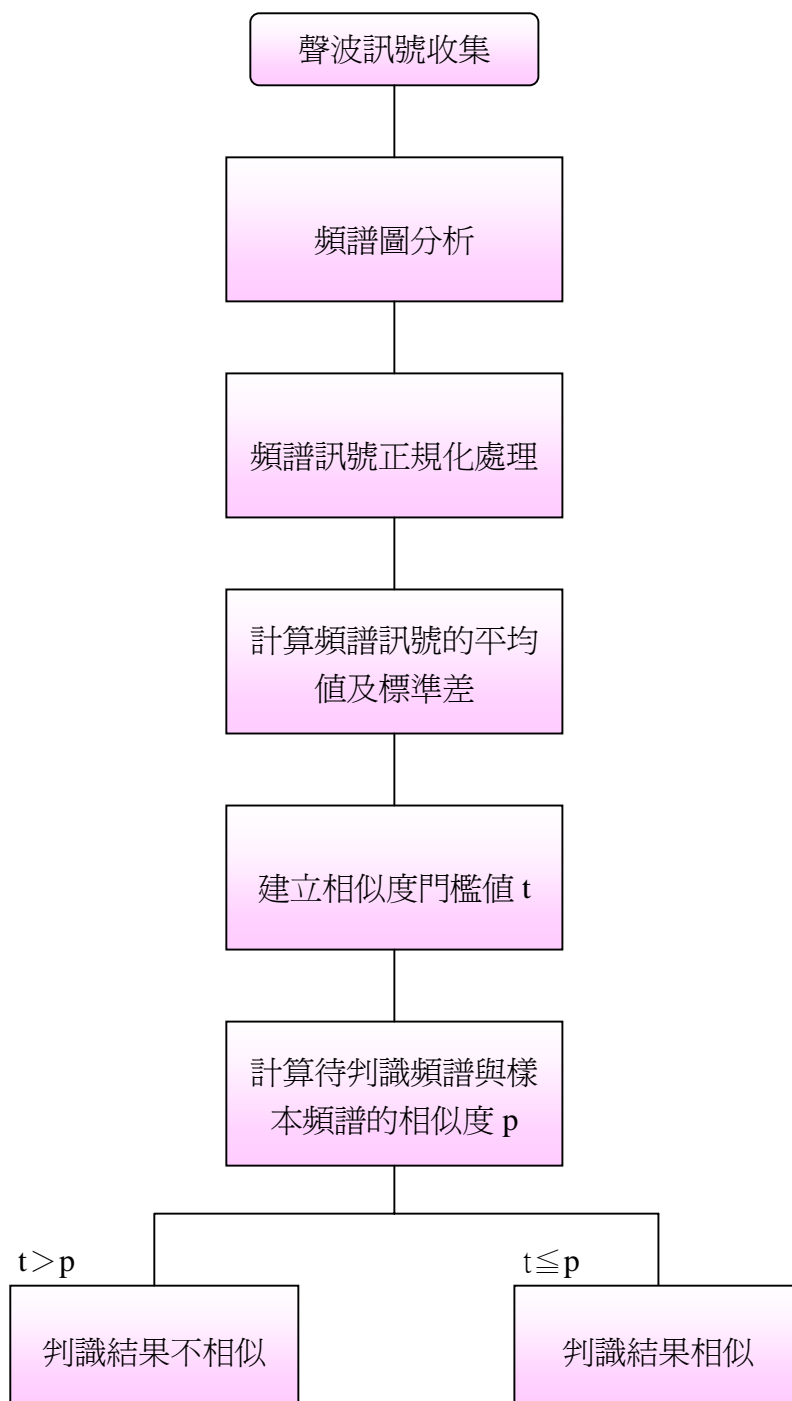 聲波訊號收集
頻譜圖分析
頻譜訊號正規化處理
計算頻譜訊號的平均
值及標準差
建立相似度門檻值 t
計算待判識頻譜與樣
本頻譜的相似度 p
t＞p
t≦p
判識結果不相似
判識結果相似